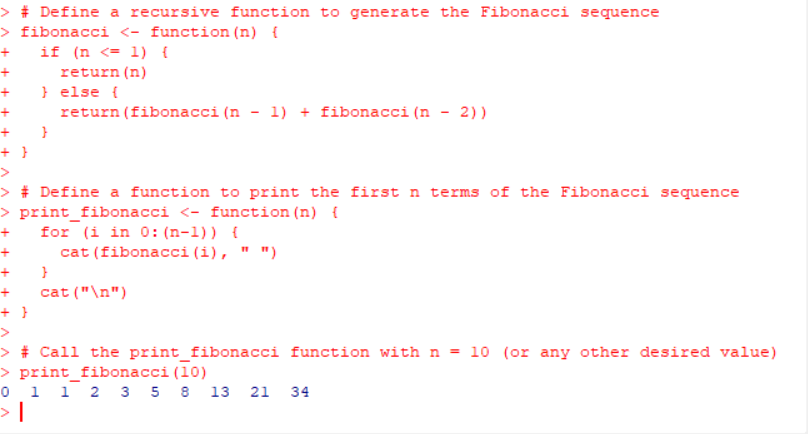 > # Define a recursive function to generate the Fibonacci sequence
> fibonacci <- function(n) {
+   if (n <= 1) {
+     return(n)
+   } else {
+     return(fibonacci(n - 1) + fibonacci(n - 2))
+   }
+ }
>
> # Define a function to print the first n terms of the Fibonacci sequence
> print_fibonacci <- function(n) {
+   for (i in 0:(n-1)) {
+     cat(fibonacci(i), " ")
+   }
+   cat("\n")
+ }
>
> # Call the print_fibonacci function with n = 10 (or any other desired value)
> print_fibonacci(10)
0  1  1  2  3  5  8  13  21  34
>